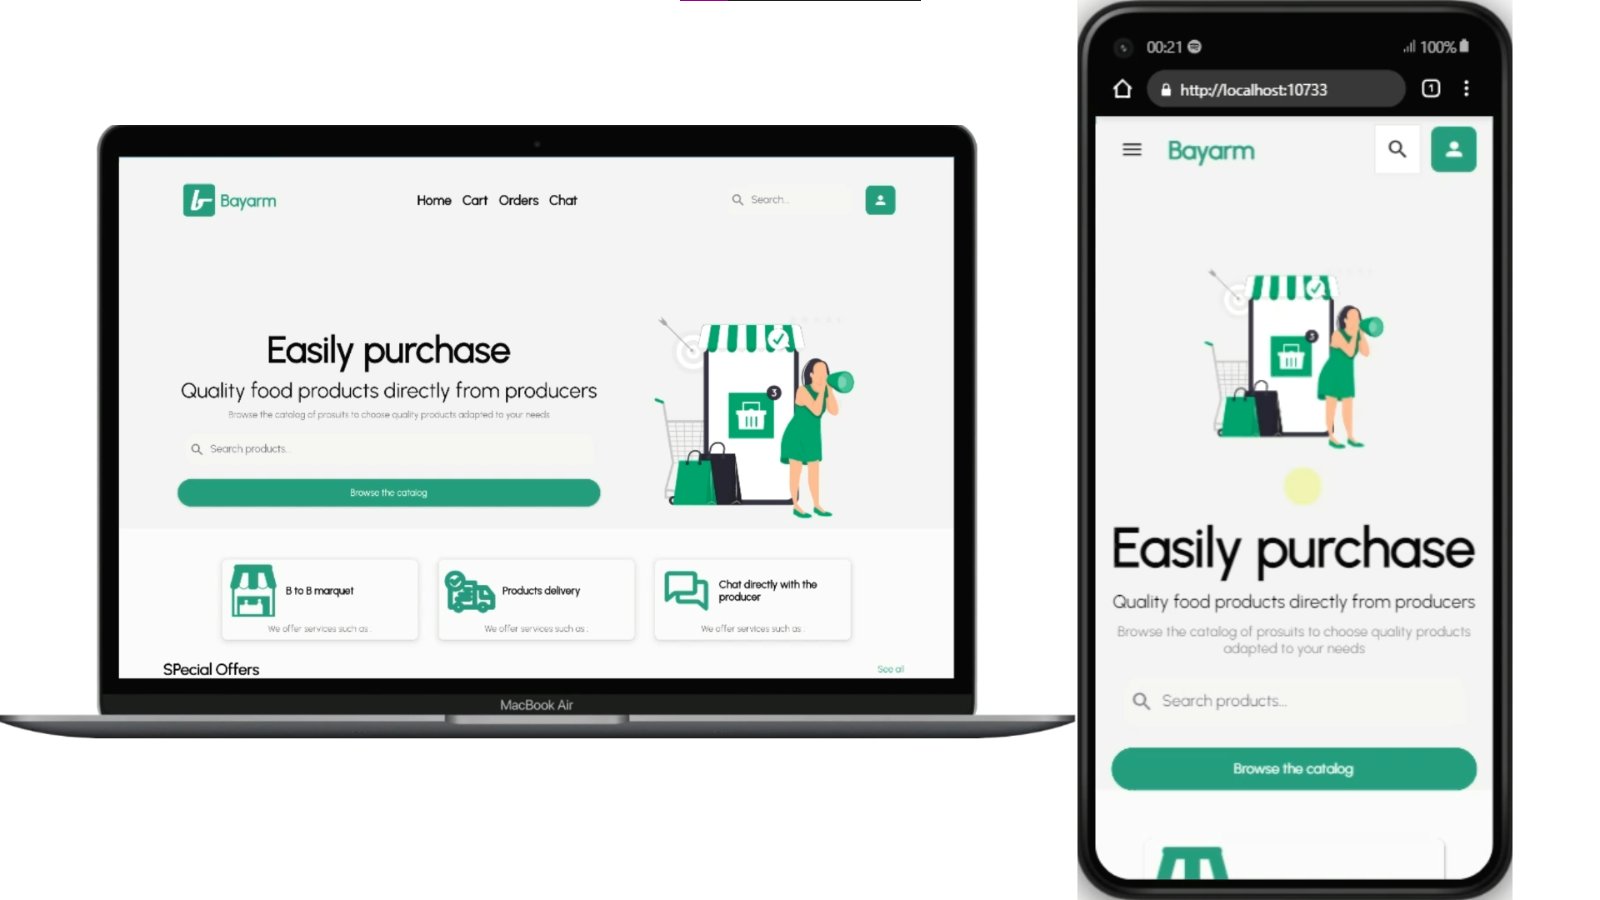 Bayarm
Home Cart Orders Chat
Search...
Easily purchase
Quality food products directly from producers
Browse the catalog of prosuits to choose quality products adapted to your needs
Search products...
Browse the catalog
3
B to B marquet
We offer services such as :
Products delivery
We offer services such as :
Chat directly with the
producer
We offer services such as :
SPecial Offers
See all
MacBook Air
00:21
100%
http://localhost:10733
1
Bayarm
3
Easily purchase
Quality food products directly from producers
Browse the catalog of prosuits to choose quality products
adapted to your needs
Search products...
Browse the catalog